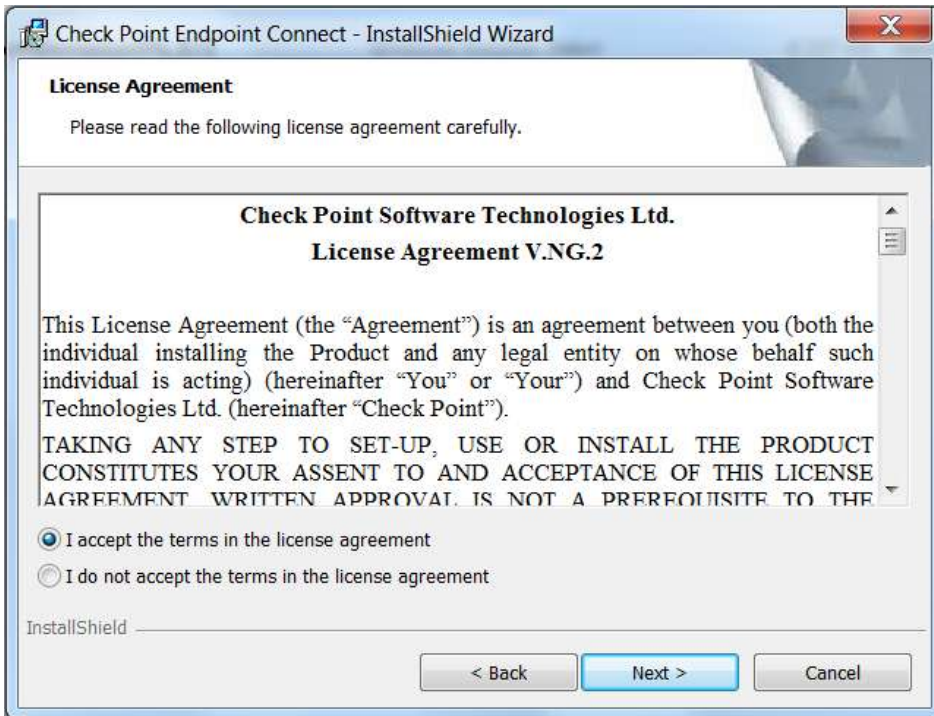 Check Point Endpoint Connect - InstallShield Wizard
License Agreement
Please read the following license agreement carefully.
Check Point Software Technologies Ltd.
License Agreement V.NG.2
This License Agreement (the “Agreement”) is an agreement between you (both the
individual installing the Product and any legal entity on whose behalf such
individual is acting) (hereinafter “You” or “Your”) and Check Point Software
Technologies Ltd. (hereinafter “Check Point”).
TAKING ANY STEP TO SET-UP, USE OR INSTALL THE PRODUCT
CONSTITUTES YOUR ASSENT TO AND ACCEPTANCE OF THIS LICENSE
AGREEMENT. WRITTEN APPROVAL IS NOT A PREREQUISITE TO THE
I accept the terms in the license agreement
I do not accept the terms in the license agreement
InstallShield
< Back Next > Cancel